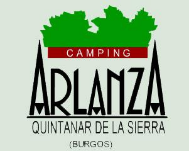 CAMPING
ARLANZA
QUINTANAR DE LA SIERRA
(BURGOS)